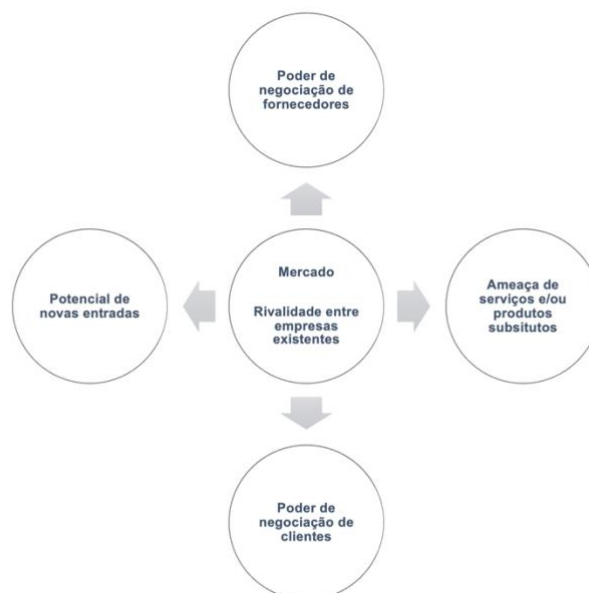 Poder de
negociação de
fornecedores
Potencial de
novas entradas
Mercado
Rivalidade entre
empresas
existentes
Ameaça de
serviços e/ou
produtos
subsitutos
Poder de
negociação de
clientes